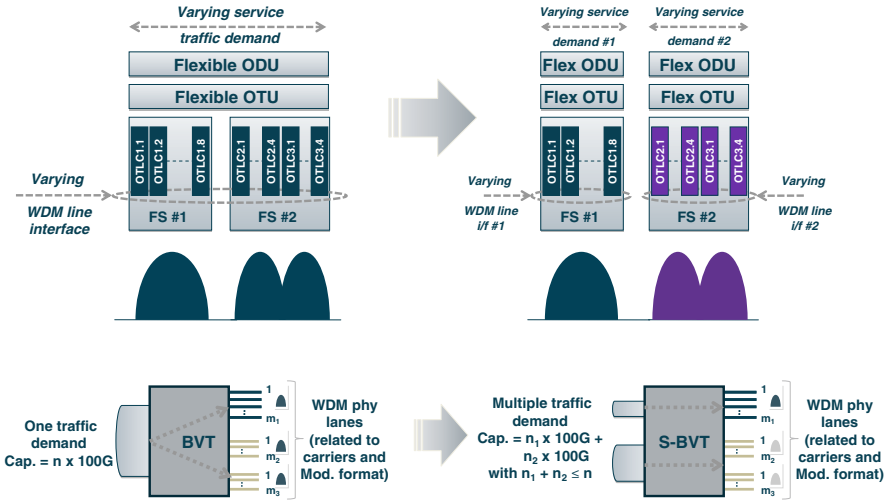 Varying service
traffic demand
Flexible ODU
Flexible OTU
OTLC1.1
OTLC1.2
OTLC1.8
OTLC2.1
OTLC2.4
OTLC3.1
OTLC3.4
Varying
WDM line
interface
FS #1
FS #2
Varying service
demand #1
Varying service
demand #2
Flex ODU
Flex ODU
Flex OTU
Flex OTU
OTLC1.1
OTLC1.2
OTLC1.8
OTLC2.1
OTLC2.4
OTLC3.1
OTLC3.4
Varying
WDM line
i/f #1
FS #1
FS #2
Varying
WDM line
i/f #2
One traffic
demand
Cap. = n x 100G
BVT
1
:
m₁
1
:
m₂
1
:
m₃
WDM phy
lanes
(related to
carriers and
Mod. format)
Multiple traffic
demand
Cap. = n₁ x 100G +
n₂ x 100G
with n₁ + n₂ ≤ n
S-BVT
1
:
m₁
1
:
m₂
1
:
m₃
WDM phy
lanes
(related to
carriers and
Mod. format)